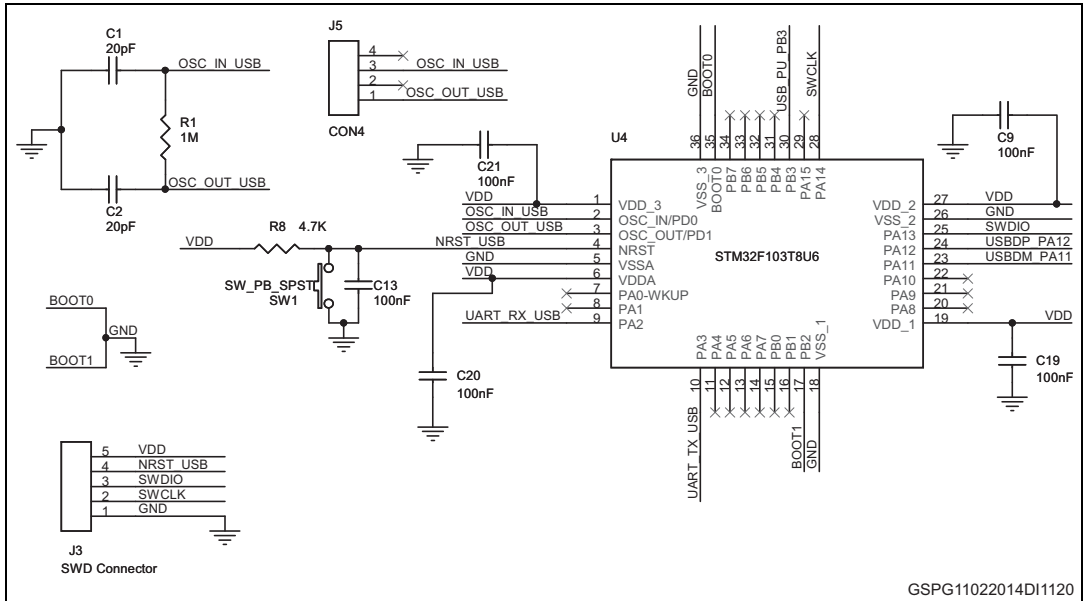 C1
20pF
OSC_IN_USB
R1
1M
OSC_OUT_USB
C2
20pF
J5
4
3 OSC_IN_USB
2
1 OSC_OUT_USB
CON4
GND
BOOT0
USB_PU_PB3
SWCLK
36 35 34 33 32 31 30 29 28
VSS_3
BOOT0
PB7
PB6
PB5
PB4
PB3
PA15
PA14
U4
STM32F103T8U6
C21
100nF
VDD 1 VDD_3
OSC_IN_USB 2 OSC_IN/PD0
OSC_OUT_USB 3 OSC_OUT/PD1
NRST_USB 4 NRST
GND 5 VSSA
VDD 6 VDDA
7 PA0-WKUP
8 PA1
UART_RX_USB 9 PA2
VDD
R8 4.7K
SW_PB_SPST
SW1
C13
100nF
C20
100nF
C9
100nF
VDD_2 27 VDD
VSS_2 26 GND
PA13 25 SWDIO
PA12 24 USBDP_PA12
PA11 23 USBDM_PA11
PA10 22
PA9 21
PA8 20
VDD_1 19 VDD
C19
100nF
PA3
PA4
PA5
PA6
PA7
PB0
PB1
PB2
VSS_1
10 11 12 13 14 15 16 17 18
UART_TX_USB
BOOT1
GND
BOOT0
GND
BOOT1
5 VDD
4 NRST_USB
3 SWDIO
2 SWCLK
1 GND
J3
SWD Connector
GSPG11022014DI1120